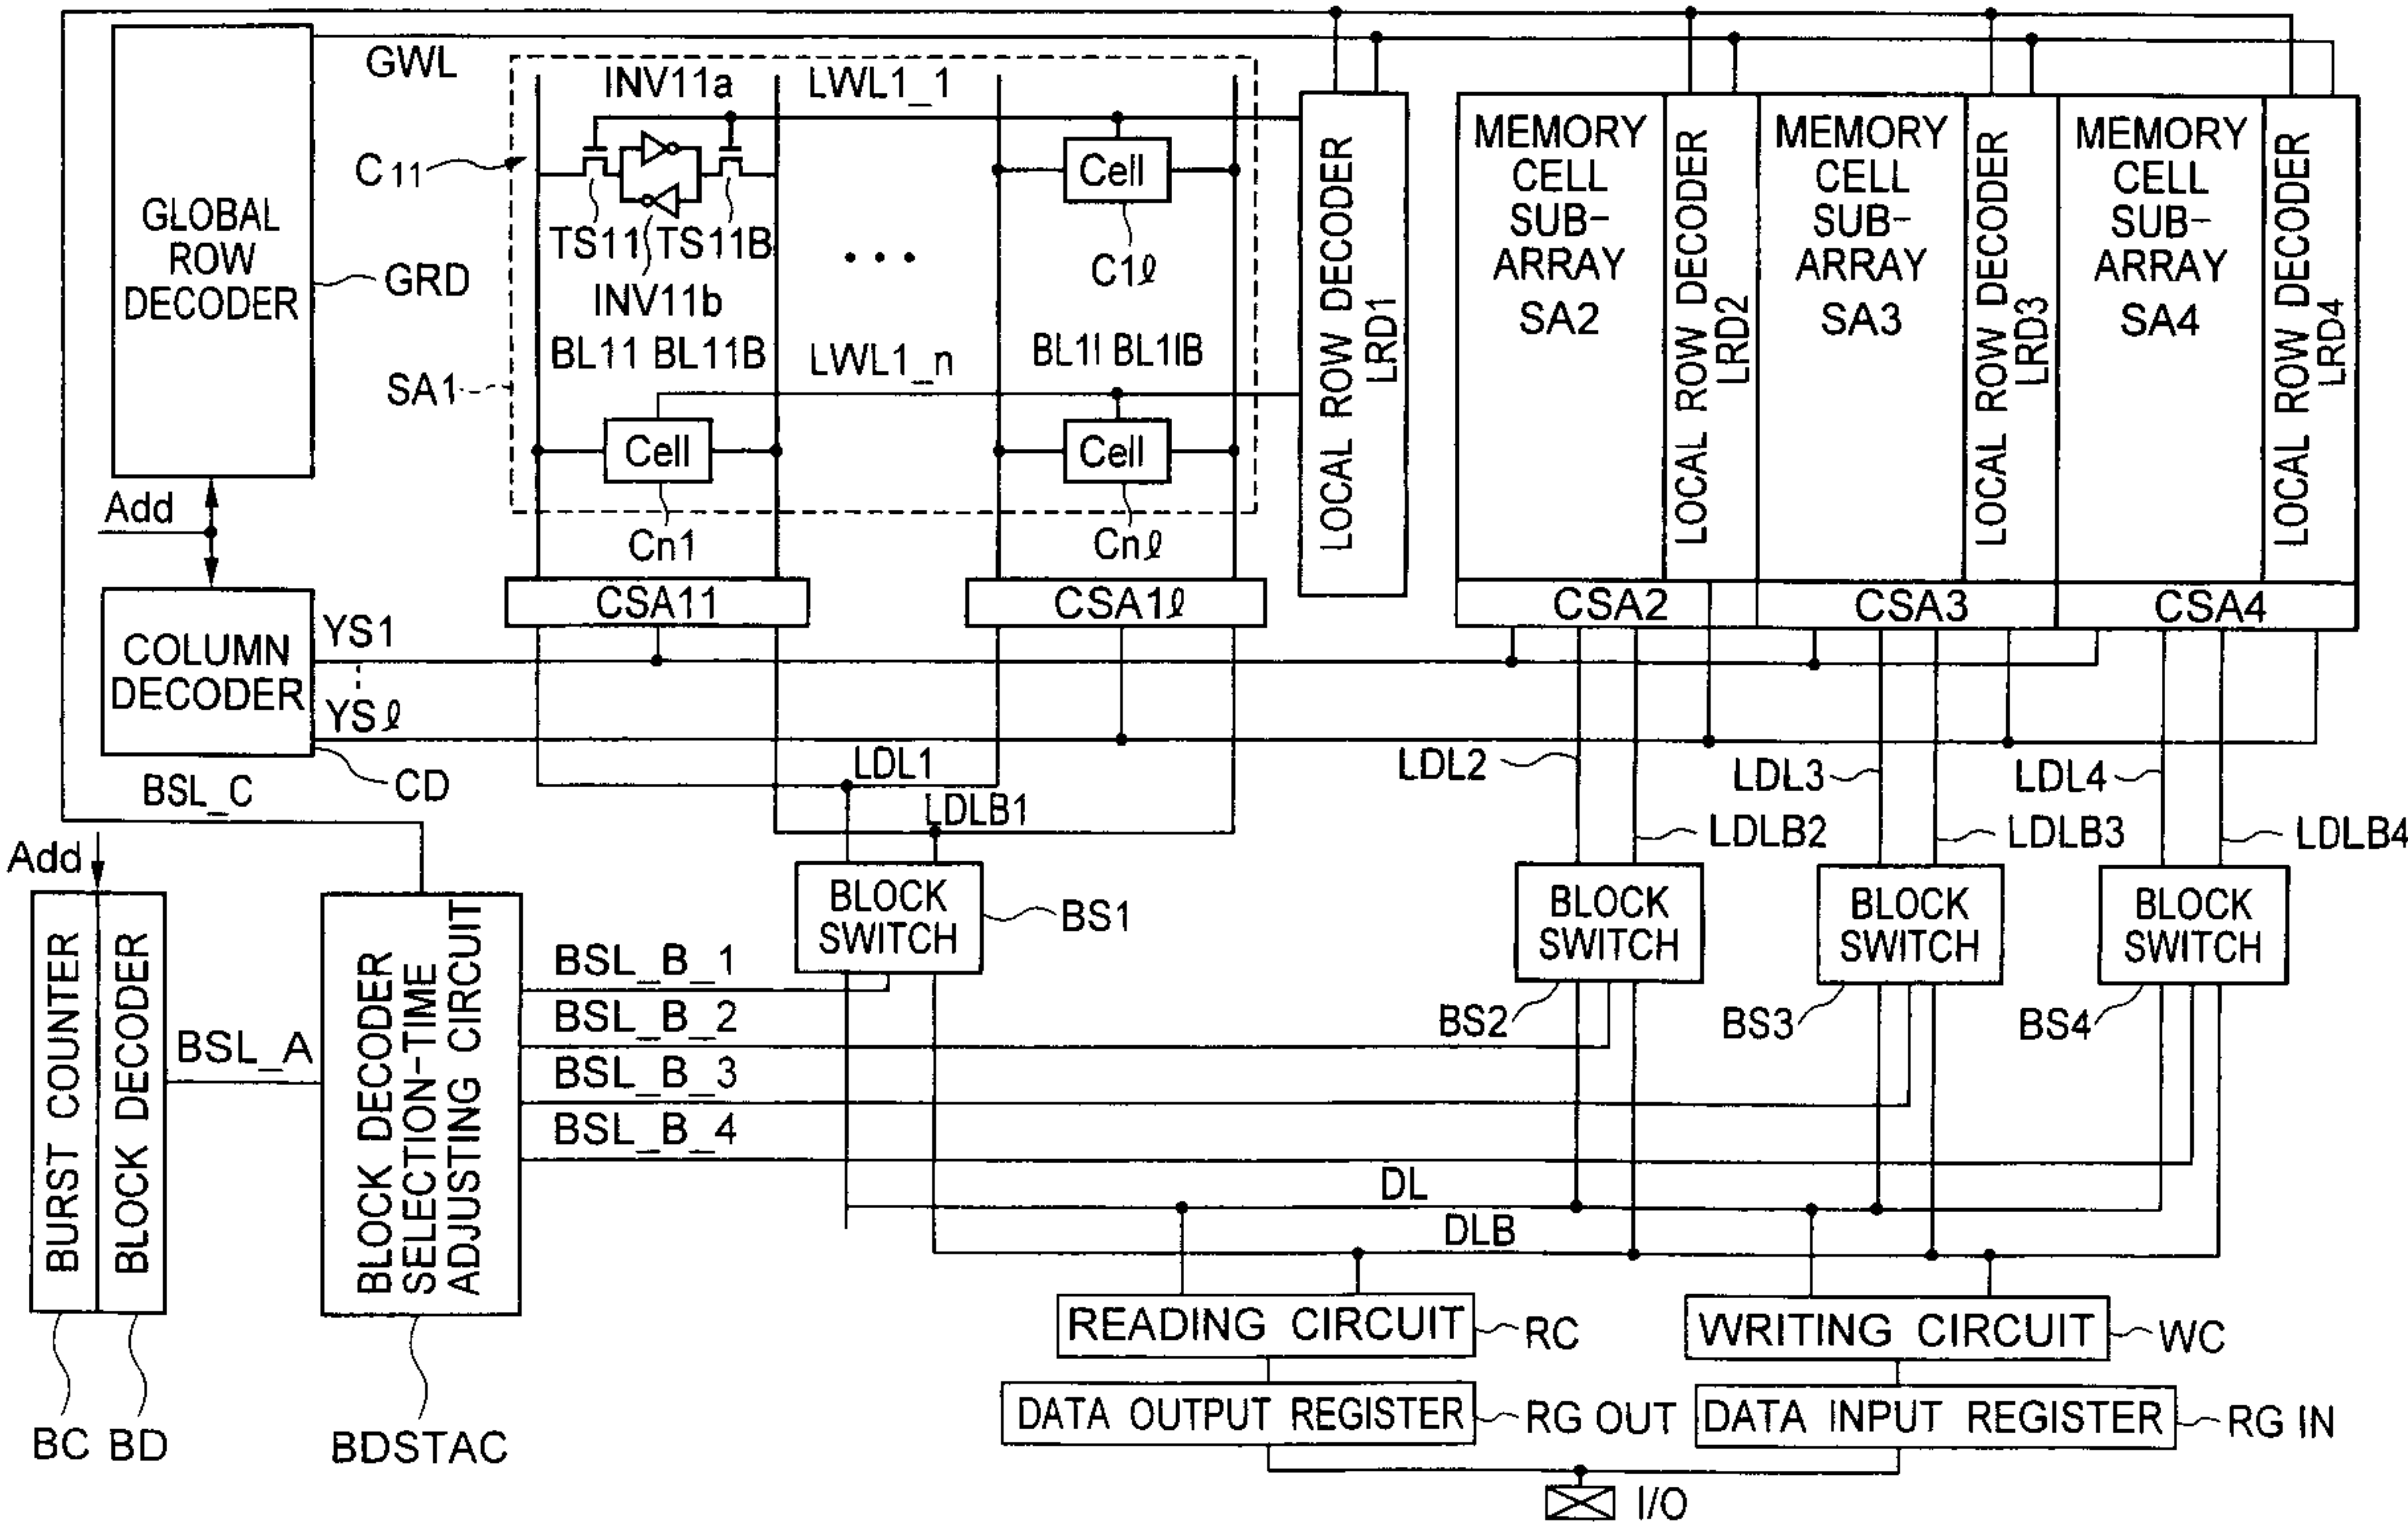 GWL
INV11a
LWL1_1
C11
Cell
GLOBAL
ROW
DECODER
GRD
TS11
TS11B
INV11b
• • •
C1ℓ
BL11
BL11B
LWL1_n
BL1l
BL1lB
SA1
Cell
Cell
Cn1
Cnℓ
LOCAL ROW DECODER
LRD1
MEMORY
CELL
SUB-
ARRAY
SA2
LOCAL ROW DECODER
LRD2
MEMORY
CELL
SUB-
ARRAY
SA3
LOCAL ROW DECODER
LRD3
MEMORY
CELL
SUB-
ARRAY
SA4
LOCAL ROW DECODER
LRD4
Add
CSA11
CSA1ℓ
CSA2
CSA3
CSA4
COLUMN
DECODER
YS1
YSℓ
CD
BSL_C
LDL1
LDLB1
LDL2
LDLB2
LDL3
LDLB3
LDL4
LDLB4
Add
BURST COUNTER
BLOCK DECODER
BC
BD
BSL_A
BLOCK DECODER
SELECTION-TIME
ADJUSTING CIRCUIT
BDSTAC
BLOCK
SWITCH
BS1
BLOCK
SWITCH
BS2
BLOCK
SWITCH
BS3
BLOCK
SWITCH
BS4
BSL_B_1
BSL_B_2
BSL_B_3
BSL_B_4
DL
DLB
READING CIRCUIT
RC
WRITING CIRCUIT
WC
DATA OUTPUT REGISTER
RG OUT
DATA INPUT REGISTER
RG IN
I/O